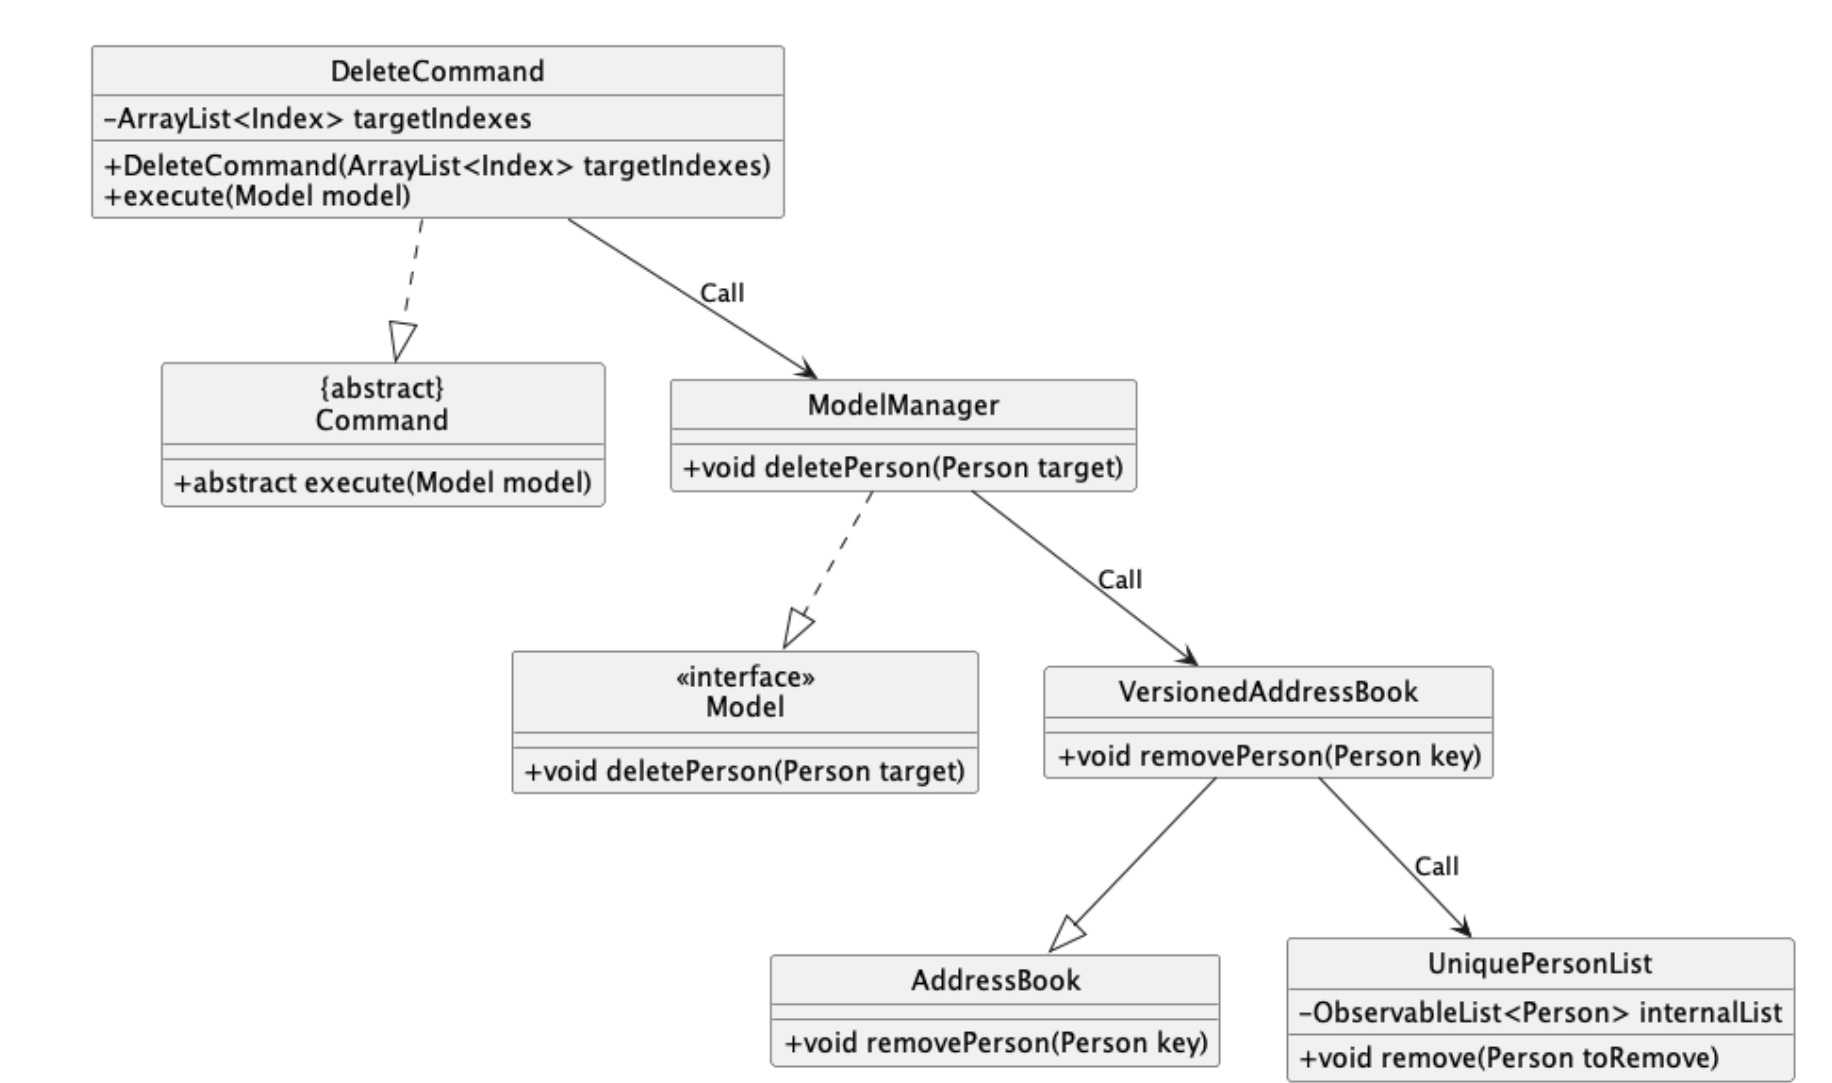 DeleteCommand
-ArrayList<Index> targetIndexes
+DeleteCommand(ArrayList<Index> targetIndexes)
+execute(Model model)
Call
{abstract}
Command
+abstract execute(Model model)
ModelManager
+void deletePerson(Person target)
Call
«interface»
Model
+void deletePerson(Person target)
VersionedAddressBook
+void removePerson(Person key)
Call
AddressBook
+void removePerson(Person key)
UniquePersonList
-ObservableList<Person> internalList
+void remove(Person toRemove)